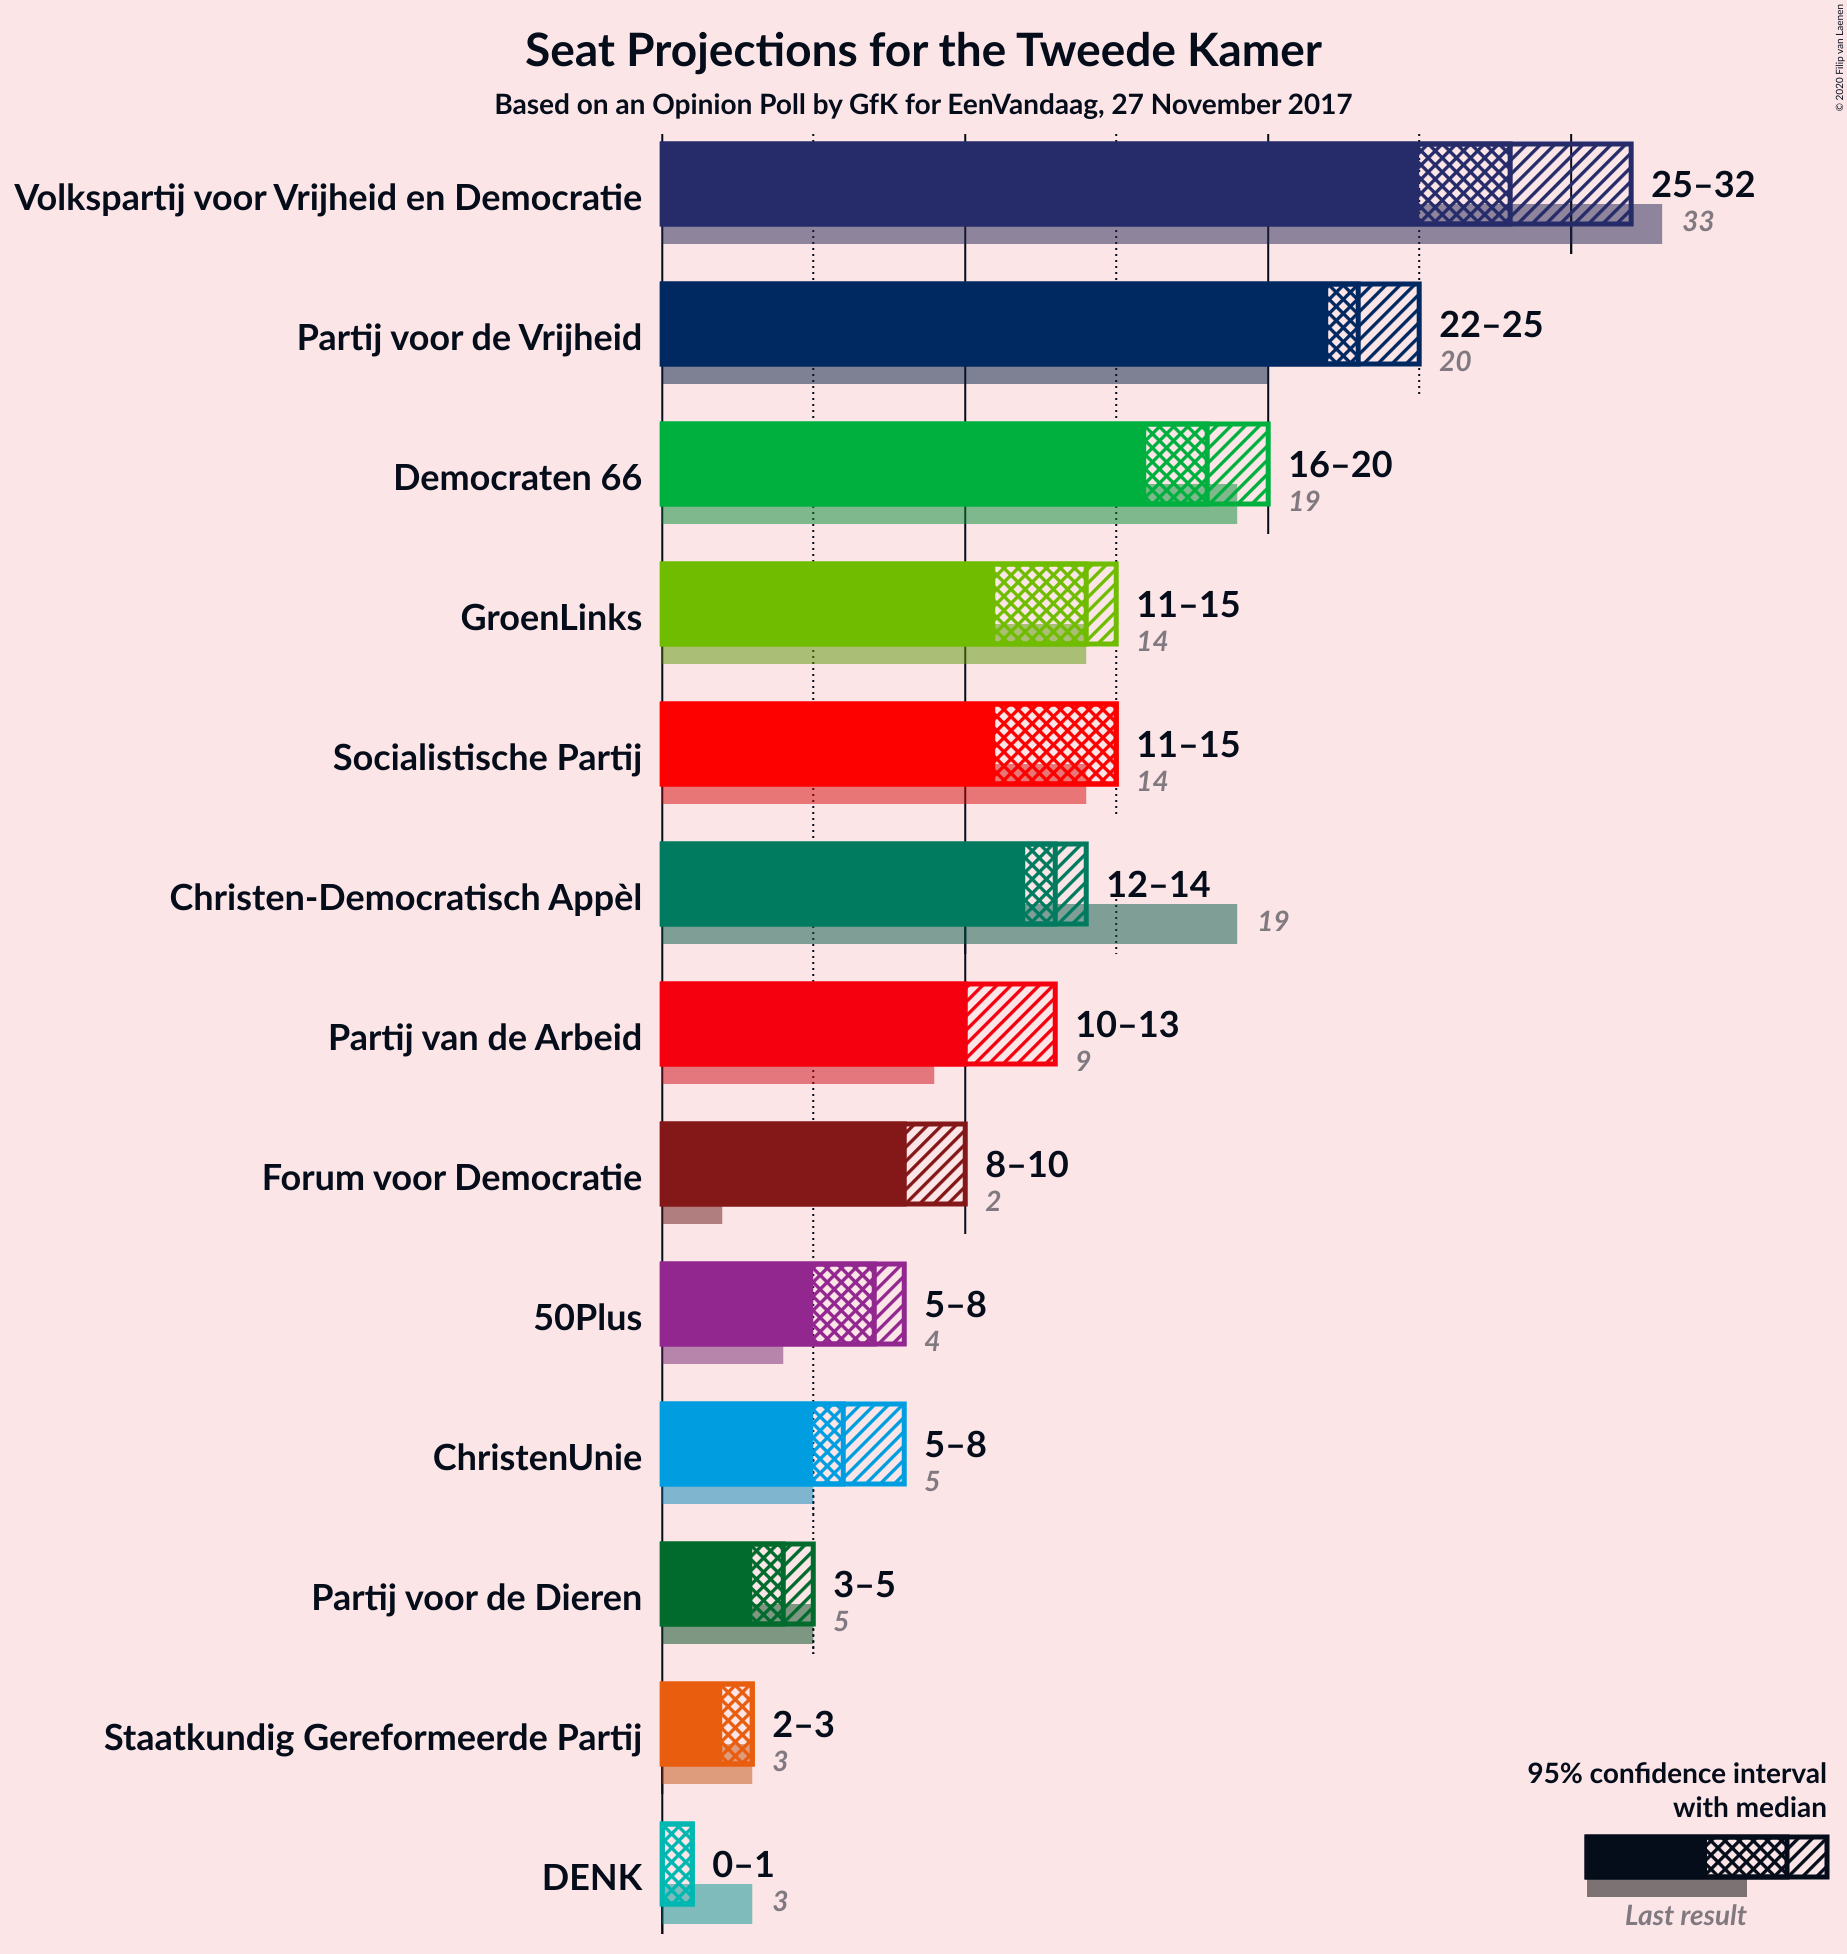 Seat Projections for the Tweede Kamer
Based on an Opinion Poll by GfK for EenVandaag, 27 November 2017
© 2020 Filip van Laenen
Volkspartij voor Vrijheid en Democratie
25–32
33
Partij voor de Vrijheid
22–25
20
Democraten 66
16–20
19
GroenLinks
11–15
14
Socialistische Partij
11–15
14
Christen-Democratisch Appèl
12–14
19
Partij van de Arbeid
10–13
9
Forum voor Democratie
8–10
2
50Plus
5–8
4
ChristenUnie
5–8
5
Partij voor de Dieren
3–5
5
Staatkundig Gereformeerde Partij
2–3
3
DENK
0–1
3
95% confidence interval
with median
Last result